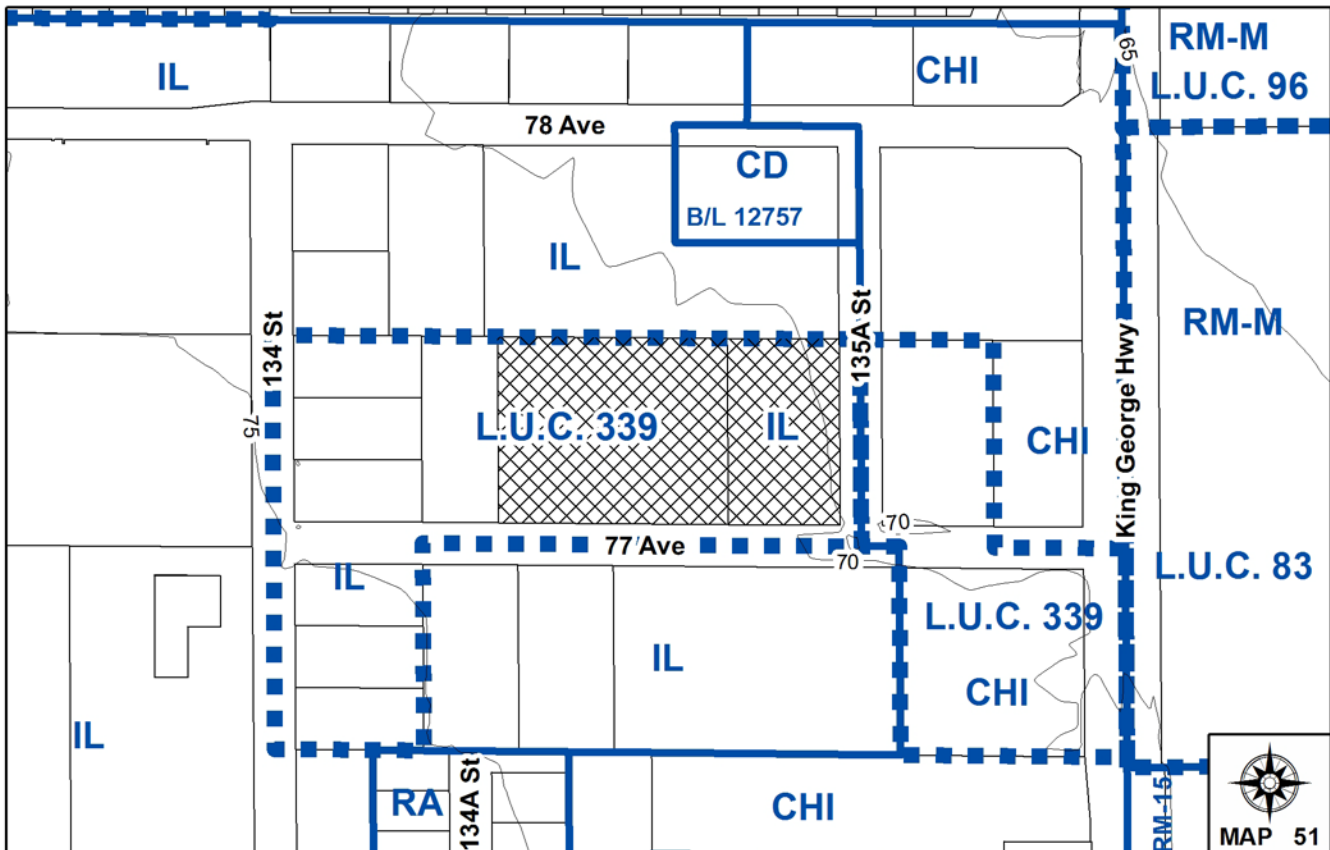 RM-M
L.U.C. 96
65
IL
CHI
78 Ave
CD
B/L 12757
IL
RM-M
134 St
135A St
King George Hwy
75
L.U.C. 339
IL
CHI
70
77 Ave
70
L.U.C. 83
IL
L.U.C. 339
IL
CHI
IL
RA
134A St
CHI
RM-15
MAP 51